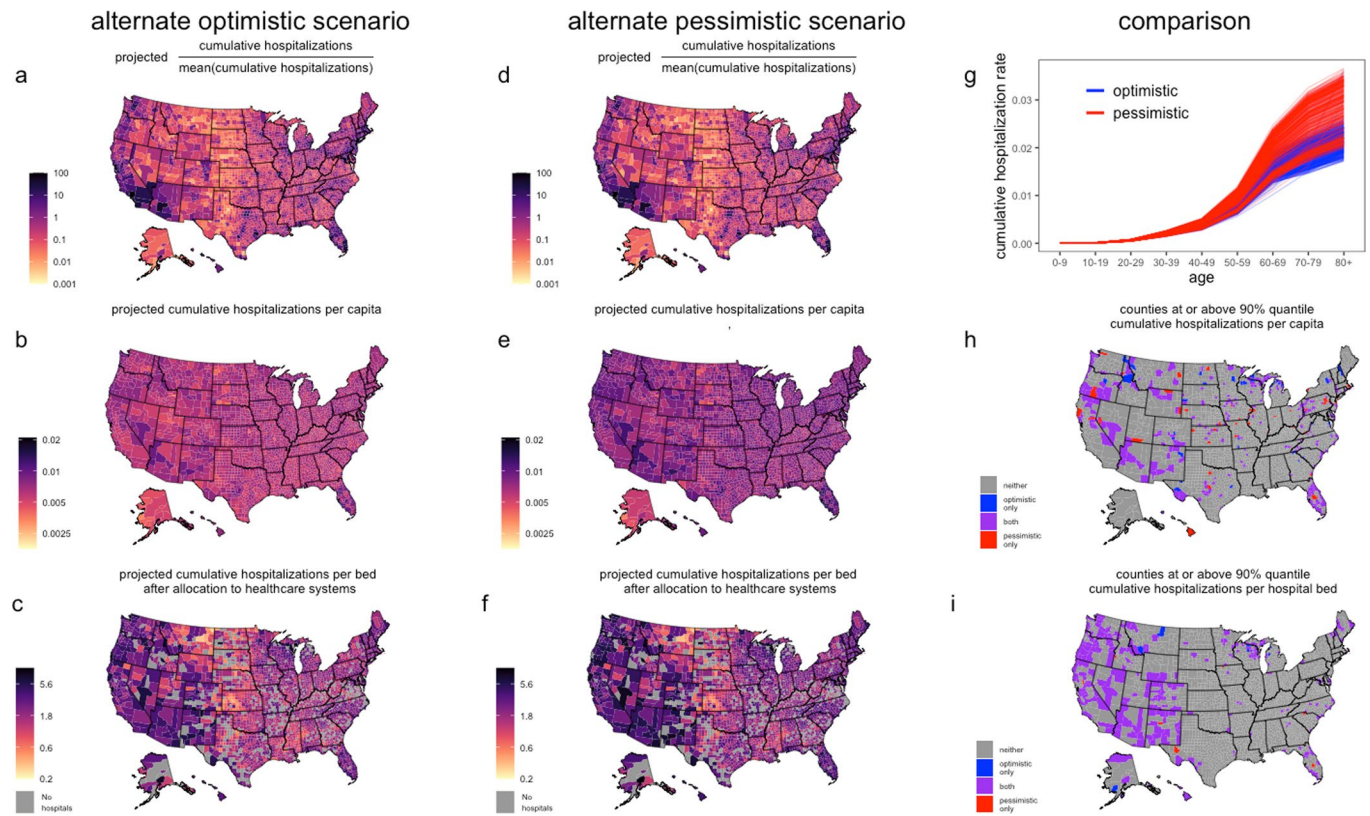 alternate optimistic scenario
alternate pessimistic scenario
comparison
a
projected
cumulative hospitalizations
mean(cumulative hospitalizations)
100
10
1
0.1
0.01
0.001
d
projected
cumulative hospitalizations
mean(cumulative hospitalizations)
100
10
1
0.1
0.01
0.001
g
cumulative hospitalization rate
0.03
0.02
0.01
0.00
optimistic
pessimistic
0-9 10-19 20-29 30-39 40-49 50-59 60-69 70-79 80+
age
projected cumulative hospitalizations per capita
b
0.02
0.01
0.005
0.0025
projected cumulative hospitalizations per capita
,
e
0.02
0.01
0.005
0.0025
counties at or above 90% quantile
cumulative hospitalizations per capita
h
neither
optimistic
only
both
pessimistic
only
projected cumulative hospitalizations per bed
after allocation to healthcare systems
c
5.6
1.8
0.6
0.2
No
hospitals
projected cumulative hospitalizations per bed
after allocation to healthcare systems
f
5.6
1.8
0.6
0.2
No
hospitals
counties at or above 90% quantile
cumulative hospitalizations per hospital bed
i
neither
optimistic
only
both
pessimistic
only